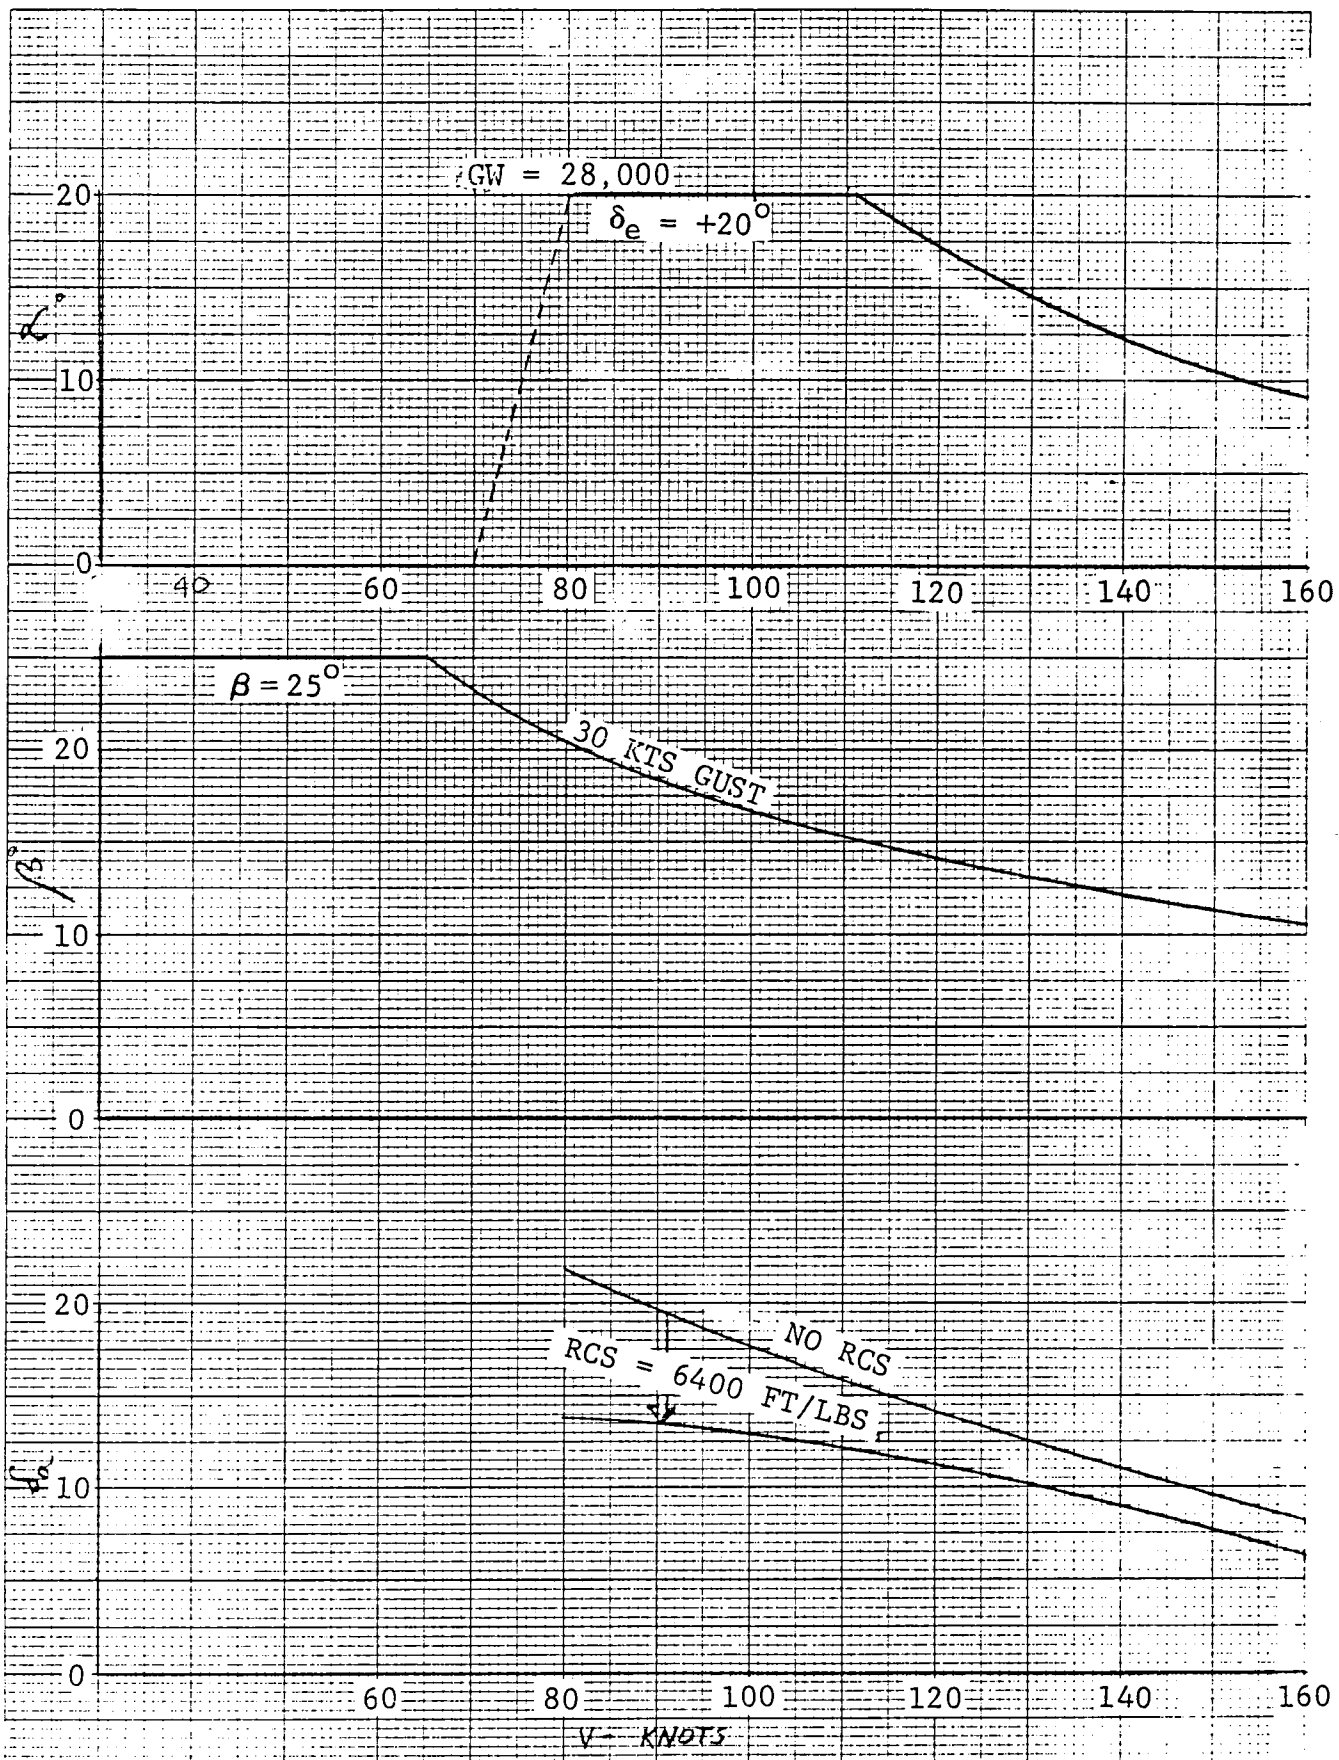 GW = 28,000
20
δe = +20°
α°
10
0
40 60 80 100 120 140 160
β = 25°
30 KTS GUST
20
β°
10
0
20
NO RCS
RCS = 6400 FT/LBS
δa
10
0
60 80 100 120 140 160
V - KNOTS